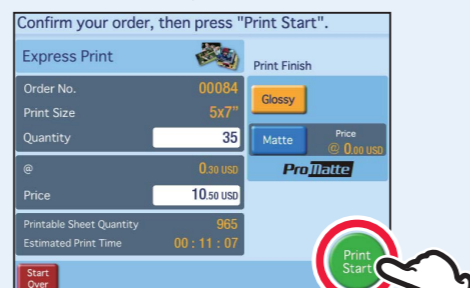 Confirm your order, then press "Print Start".
Express Print
Print Finish
Order No. 00084
Print Size 5x7"
Quantity 35
Glossy
Matte
Price
@ 0.00 USD
ProMatte
@ 0.30 USD
Price 10.50 USD
Printable Sheet Quantity 965
Estimated Print Time 00 : 11 : 07
Start
Over
Print
Start